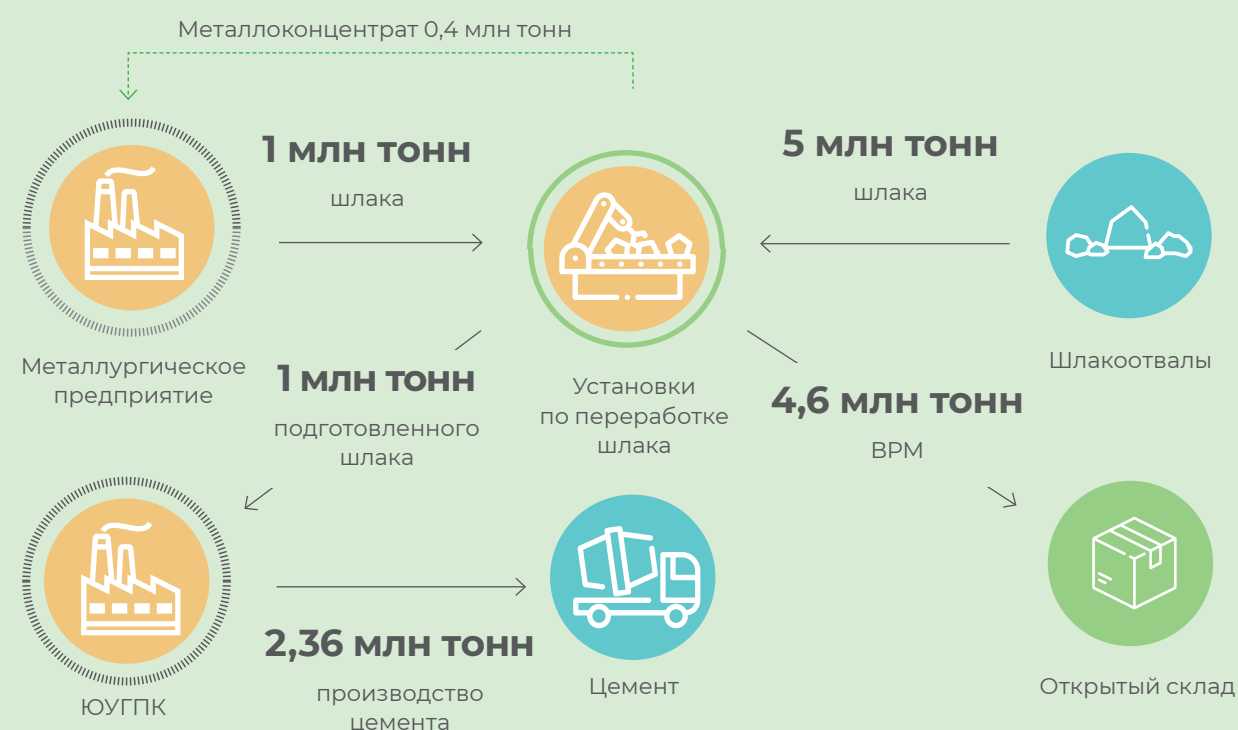 Металлоконцентрат 0,4 млн тонн
1 млн тонн
шлака
5 млн тонн
шлака
Металлургическое
предприятие
1 млн тонн
подготовленного
шлака
Установки
по переработке
шлака
Шлакоотвалы
4,6 млн тонн
ВРМ
ЮУГПК
2,36 млн тонн
производство
цемента
Цемент
Открытый склад